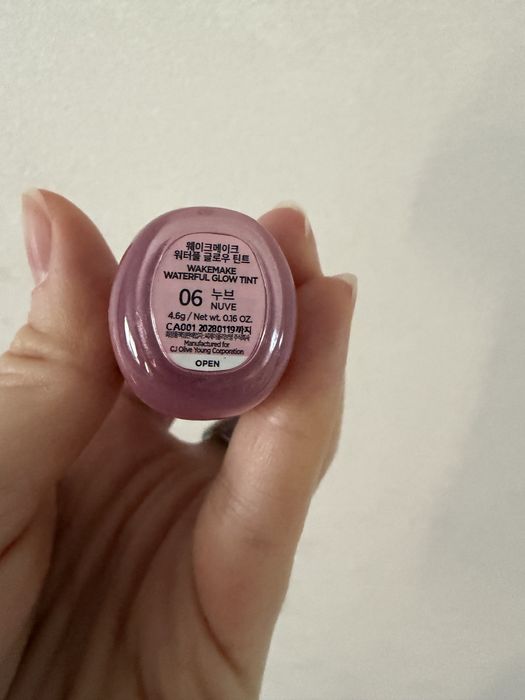 웨이크메이크
워터풀 글로우 틴트
WAKEMAKE
WATERFUL GLOW TINT
06 누브
NUVE
4.6g / Net wt. 0.16 OZ.
CA001 20280119까지
Manufactured for
CJ Olive Young Corporation
OPEN